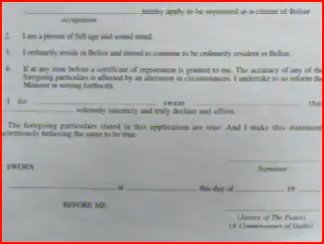 hereby apply to be registered as a citizen of Belize
occupation
2. I am a person of full age and sound mind.
3. I ordinarily reside in Belize and intend to continue to be ordinarily resident in Belize.
4. If at any time before a certificate of registration is granted to me. The accuracy of any of the
foregoing particulars is affected by an alteration in circumstances. I undertake to so inform the
Minister in writing forthwith.
I do swear that
solemnly sincerely and truly declare and affirm.
The foregoing particulars stated in this application are true. And I make this statement
believing the same to be true.
SWORN
Signature
at this day of 19
BEFORE ME:
(Justice of The Peace)
(A Commissioner of Oaths)